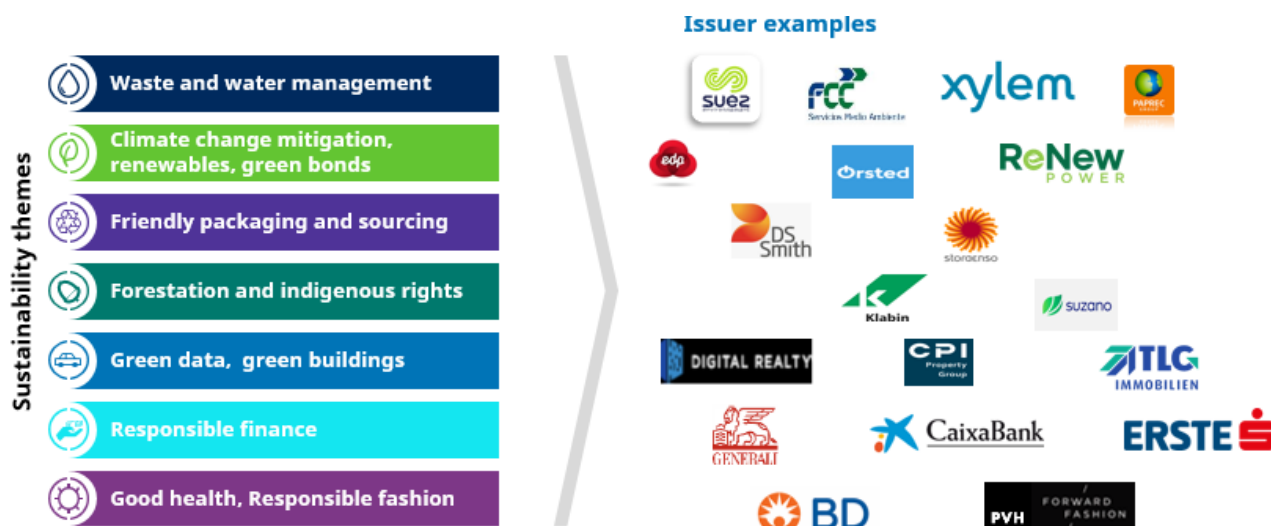 Issuer examples
Sustainability themes
Waste and water management
suez
FCC
Servicios Medio Ambiente
xylem
PAPREC
GROUP
Climate change mitigation,
renewables, green bonds
edp
Orsted
ReNew
POWER
Friendly packaging and sourcing
DS
Smith
storaenso
Forestation and indigenous rights
Klabin
suzano
Green data, green buildings
DIGITAL REALTY
CPI
Property
Group
TLG
IMMOBILIEN
Responsible finance
GENERALI
CaixaBank
ERSTE
Good health, Responsible fashion
BD
PVH
/
FORWARD
FASHION
/